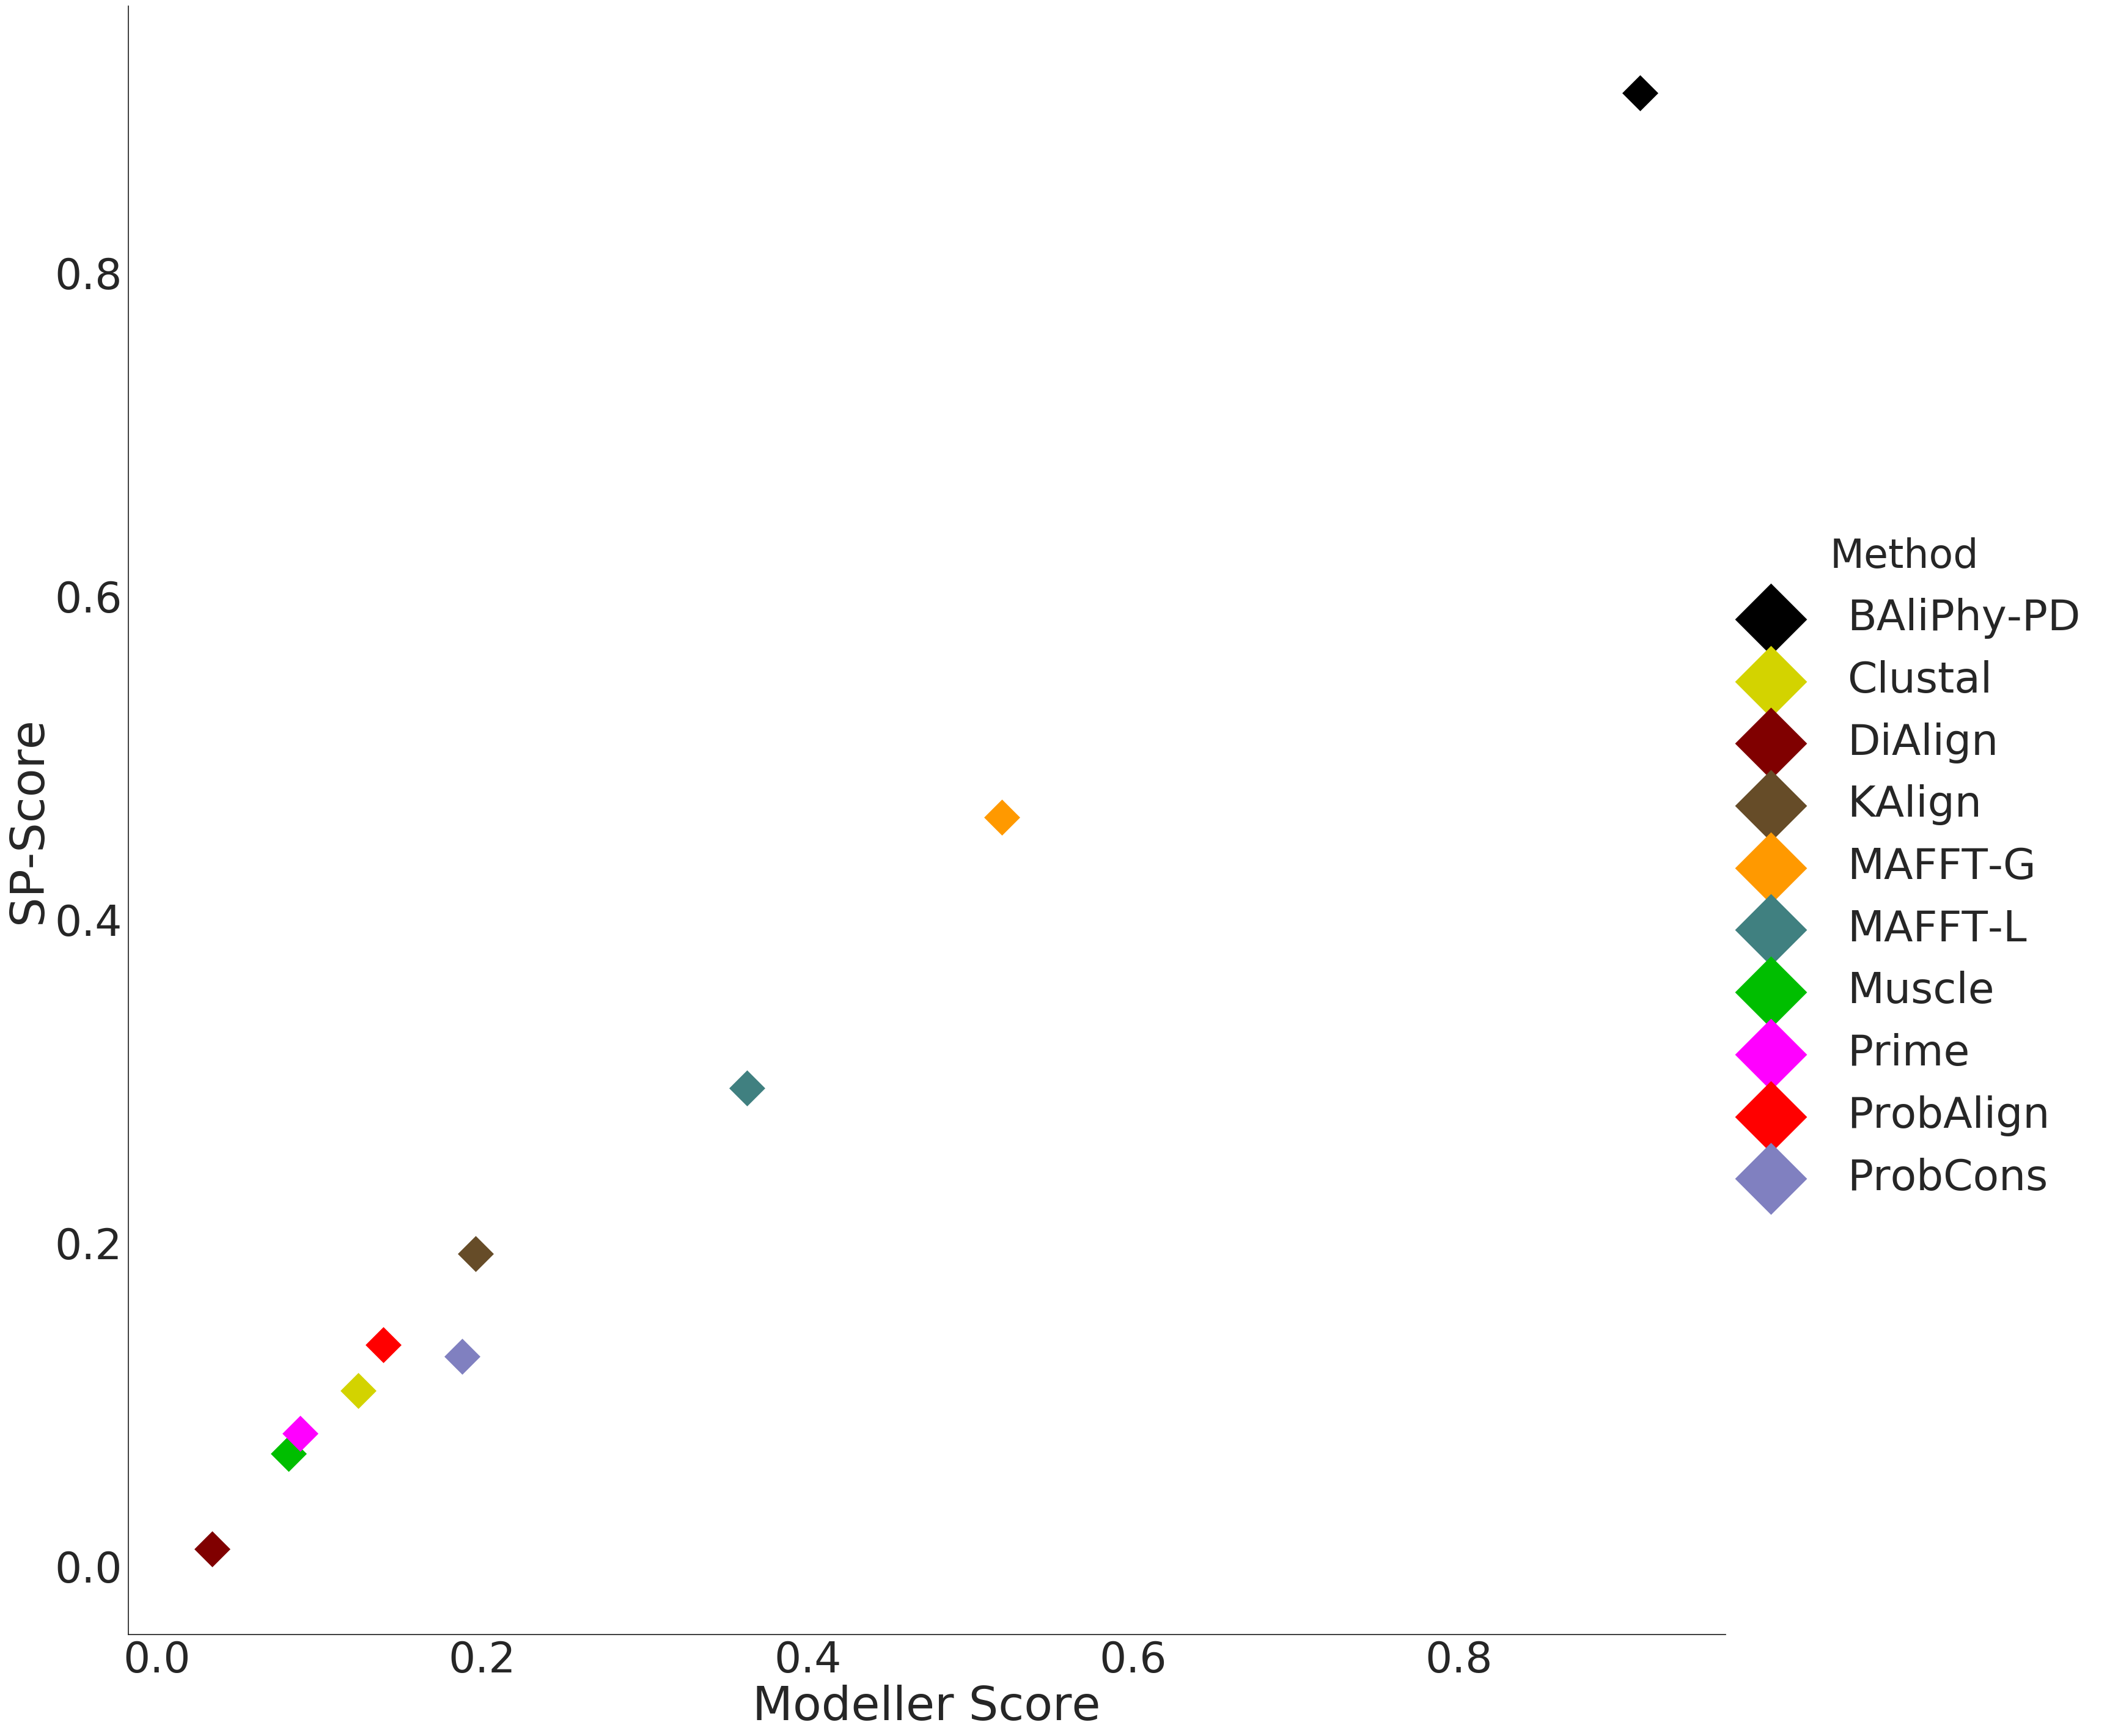 0.8
0.6
0.4
0.2
0.0
SP-Score
0.0 0.2 0.4 0.6 0.8
Modeller Score
Method
BAliPhy-PD
Clustal
DiAlign
KAlign
MAFFT-G
MAFFT-L
Muscle
Prime
ProbAlign
ProbCons